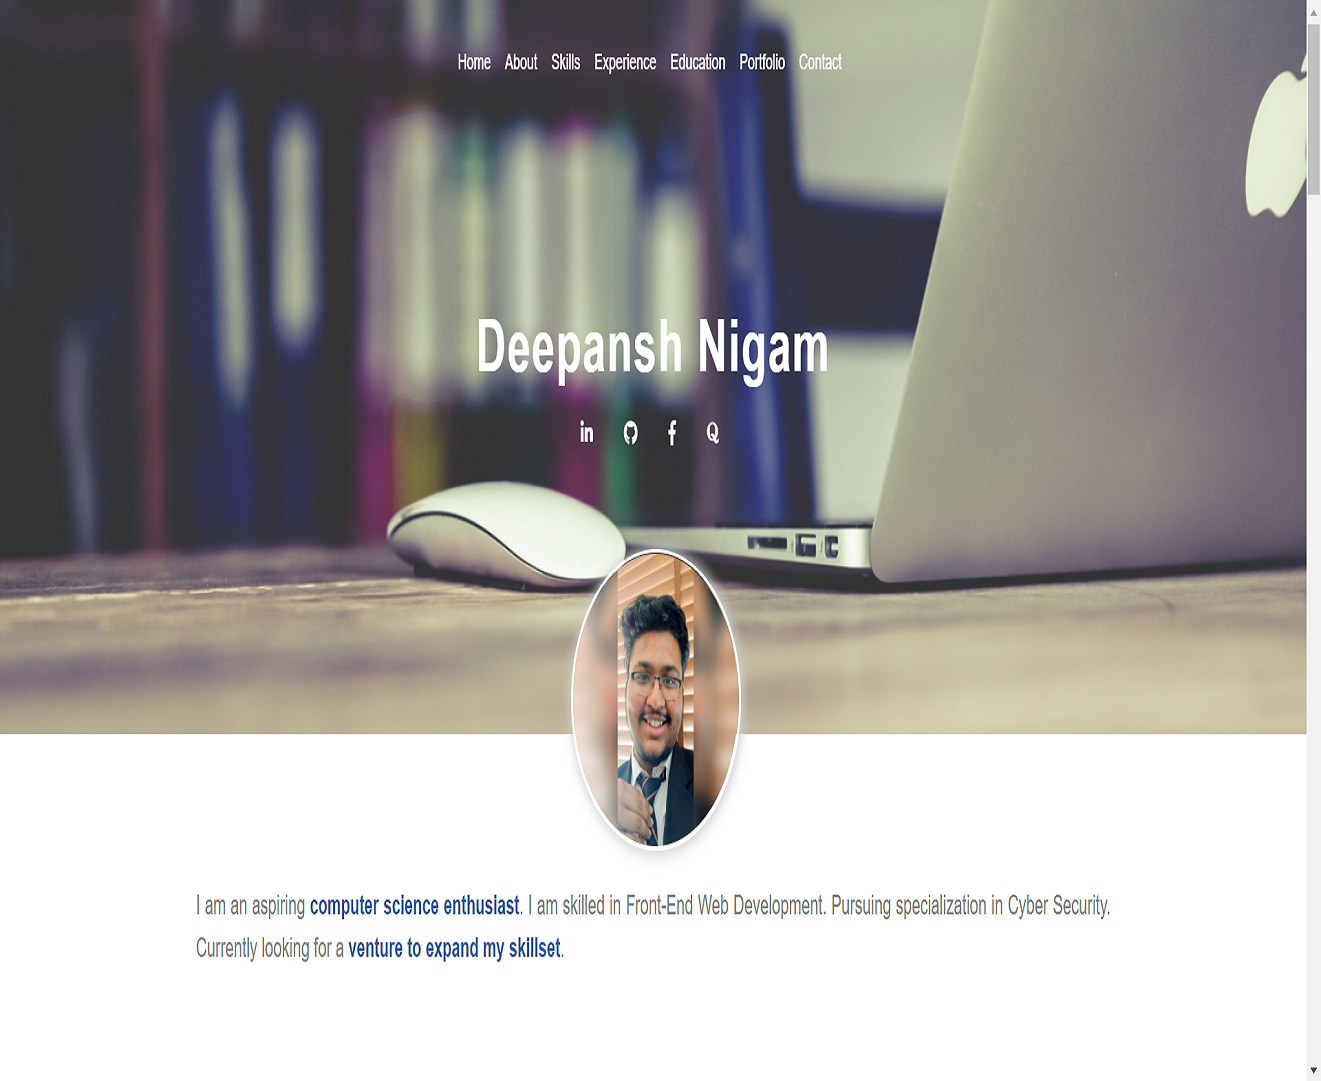 Home About Skills Experience Education Portfolio Contact
Deepansh Nigam
I am an aspiring computer science enthusiast. I am skilled in Front-End Web Development. Pursuing specialization in Cyber Security.
Currently looking for a venture to expand my skillset.